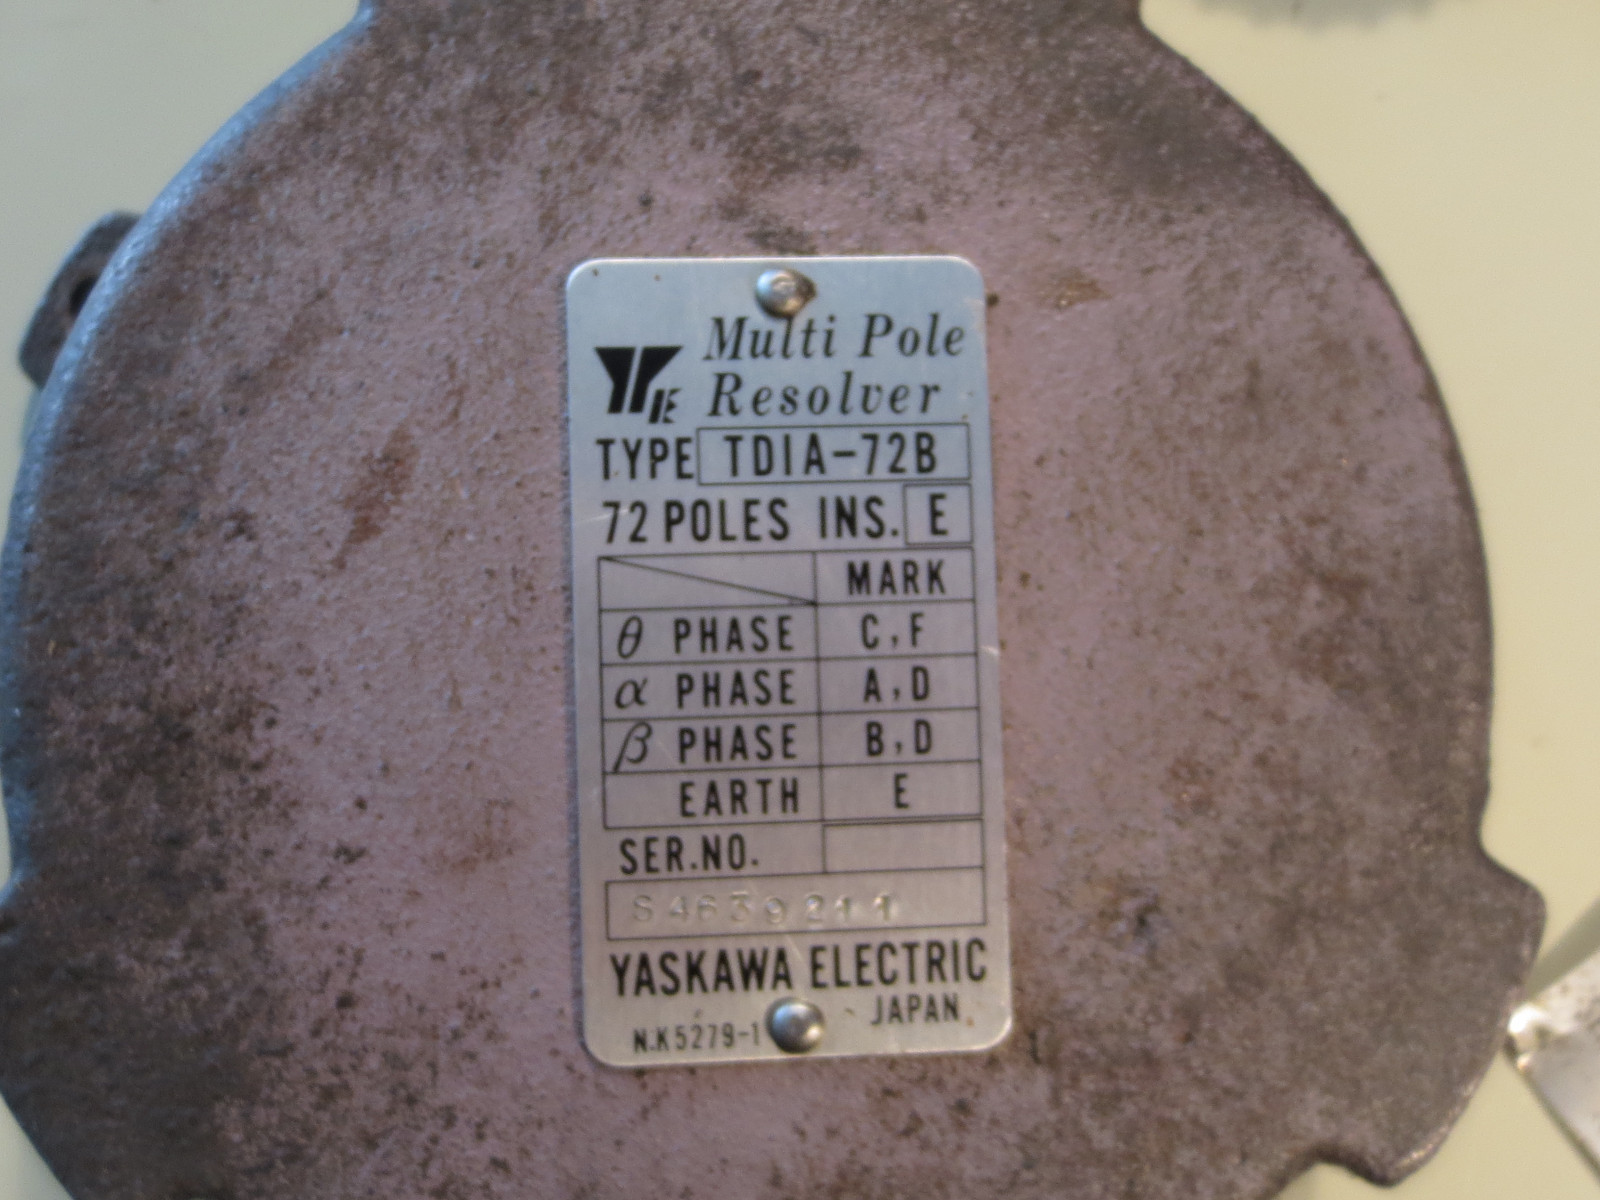 Multi Pole
YE Resolver
TYPE TDIA-72B
72 POLES INS. E
MARK
θ PHASE C,F
α PHASE A,D
β PHASE B,D
EARTH E
SER.NO.
S4639211
YASKAWA ELECTRIC
JAPAN
N.K5279-1